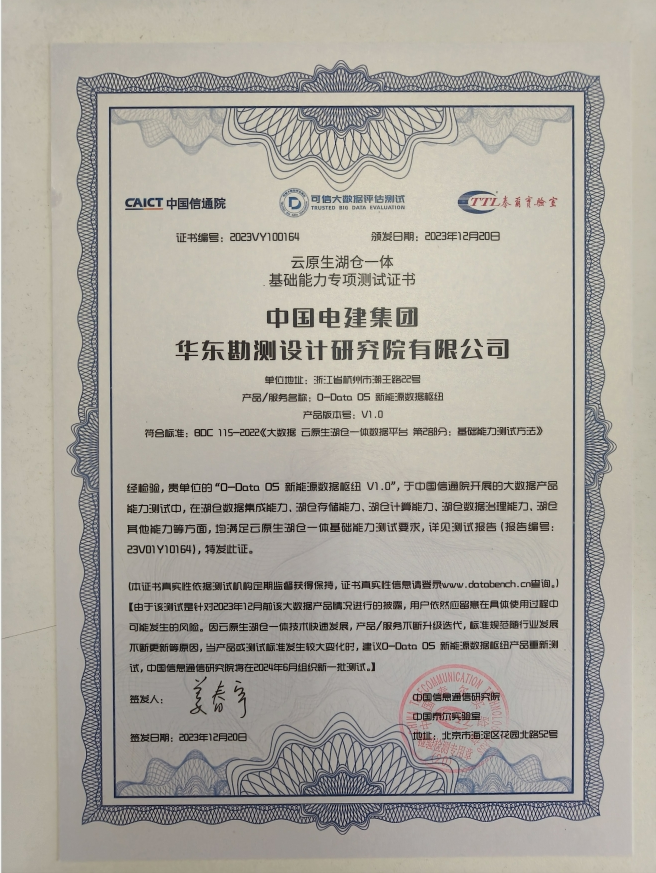 CAICT 中国信通院
可信大数据评估测试
TRUSTED BIG DATA EVALUATION
TTL 泰尔实验室
证书编号：2023VY100164 颁发日期：2023年12月20日
云原生湖仓一体
基础能力专项测试证书
中国电建集团
华东勘测设计研究院有限公司
单位地址：浙江省杭州市潮王路22号
产品/服务名称：O-Data OS 新能源数据枢纽
产品版本号：V1.0
符合标准：BDC 115-2022《大数据 云原生湖仓一体数据平台 第2部分：基础能力测试方法》
经检验，贵单位的“O-Data OS 新能源数据枢纽 V1.0”，于中国信通院开展的大数据产品
能力测试中，在湖仓数据集成能力、湖仓存储能力、湖仓计算能力、湖仓数据治理能力、湖仓
其他能力等方面，均满足云原生湖仓一体基础能力测试要求，详见测试报告（报告编号：
23V01Y10164），特发此证。
（本证书真实性依据测试机构定期监督获得保持，证书真实性信息请登录www.databench.cn查询。）
【由于该测试是针对2023年12月前该大数据产品情况进行的披露，用户依然应留意在具体使用过程中
可能发生的风险。因云原生湖仓一体技术快速发展，产品/服务不断升级迭代，标准规范随行业发展
不断更新等原因，当产品或测试标准发生较大变化时，建议O-Data OS 新能源数据枢纽产品重新测
试，中国信息通信研究院将在2024年6月组织新一批测试。】
签发人：
中国信息通信研究院
中国泰尔实验室
签发日期：2023年12月20日
地址：北京市海淀区花园北路52号